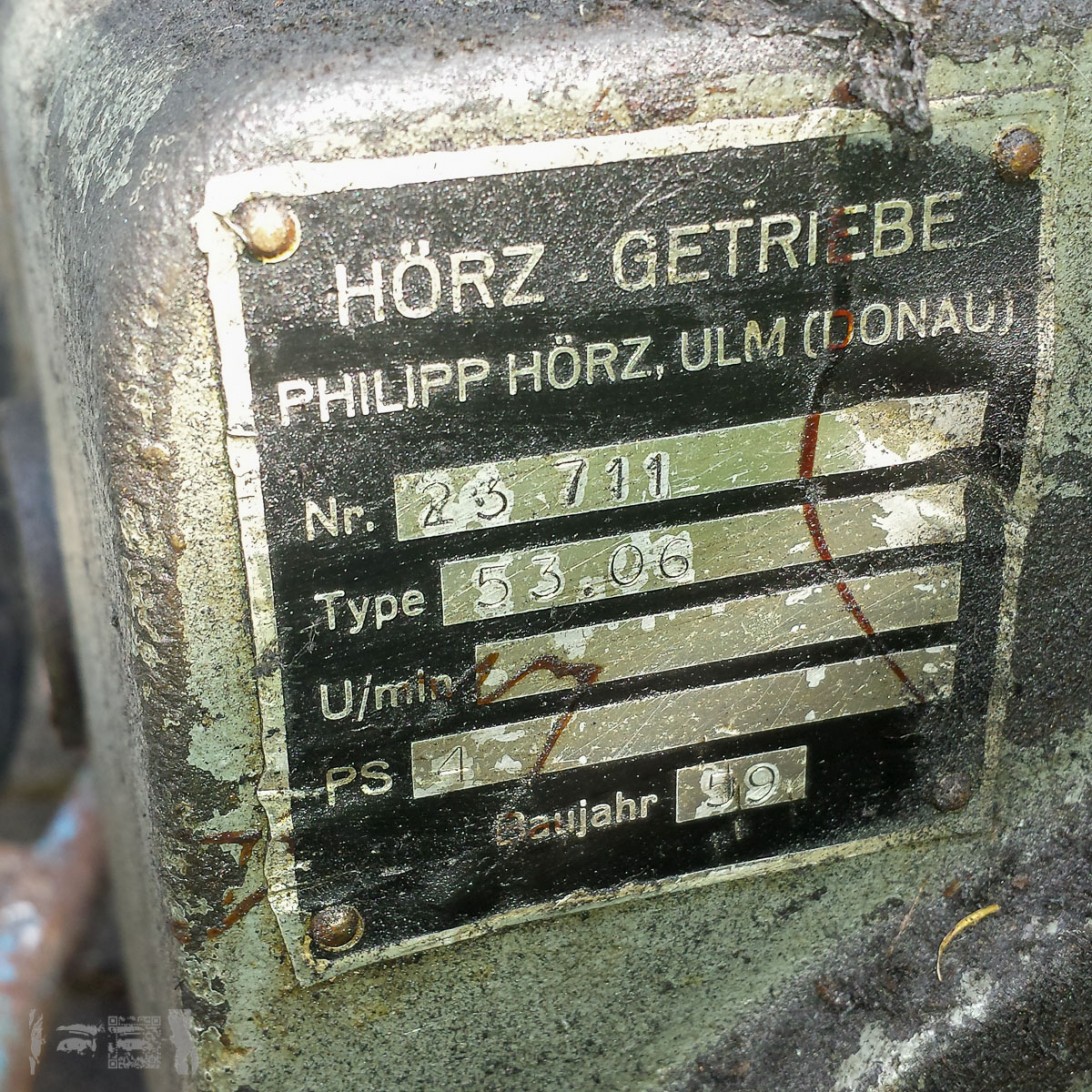 HÖRZ - GETRIEBE
PHILIPP HÖRZ, ULM (DONAU)
Nr. 23 711
Type 53.06
U/min
PS 4
Baujahr 59